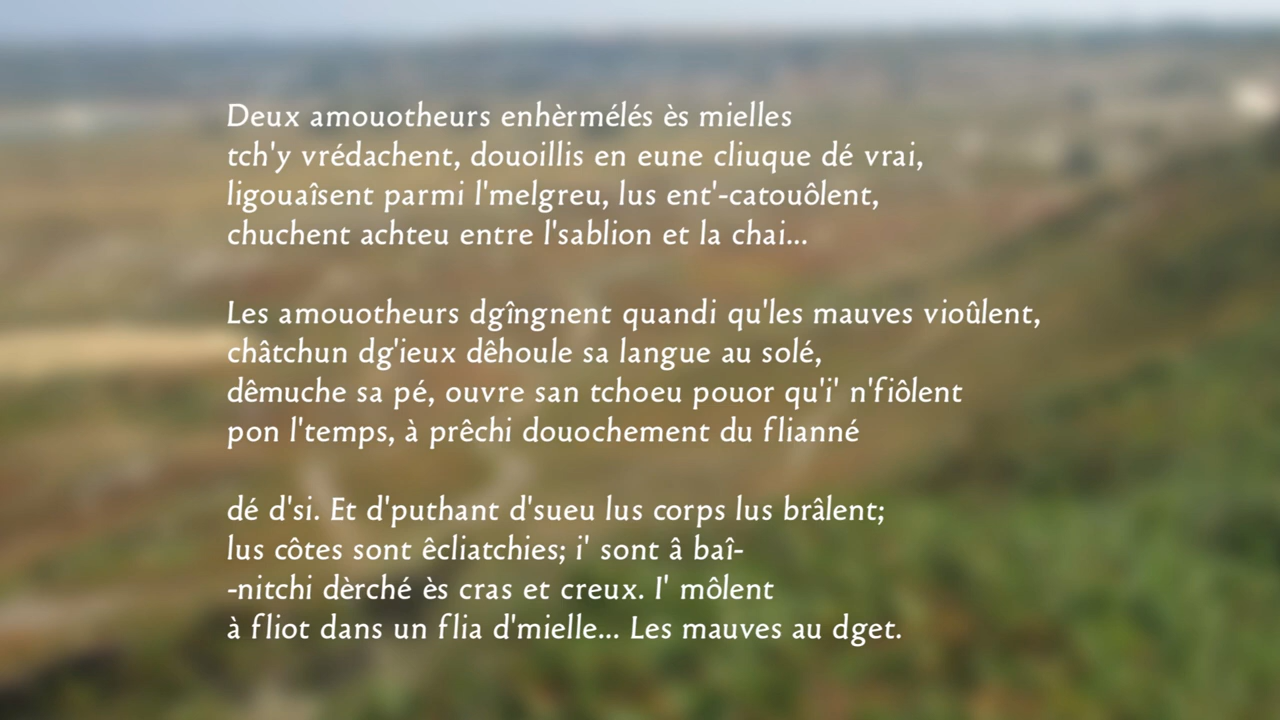 Deux amouotheurs enhèrmélés ès mielles
tch'y vrédachent, douoillis en eune cliuque dé vrai,
ligouaîsent parmi l'melgreu, lus ent'-catouôlent,
chuchent achteu entre l'sablion et la chai...
Les amouotheurs dgîngnent quandi qu'les mauves vioûlent,
châtchun dg'ieux dêhoule sa langue au solé,
dêmuche sa pé, ouvre san tchoeu pouor qu'i' n'fiôlent
pon l'temps, à prêchi douochement du flianné
dé d'si. Et d'puthant d'sueu lus corps lus brâlent;
lus côtes sont êcliatchies; i' sont â baî-
-nitchi dèrché ès cras et creux. I' môlent
à fliot dans un flia d'mielle... Les mauves au dget.